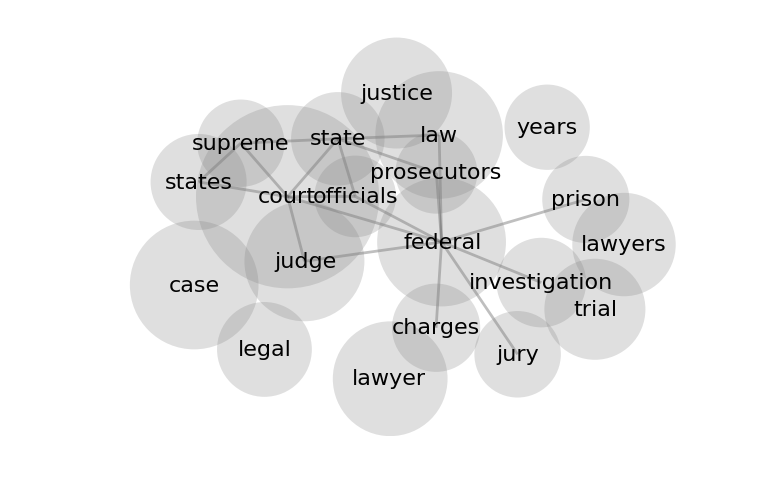 justice
years
law
state
supreme
prosecutors
states
court
officials
prison
federal
lawyers
judge
investigation
case
trial
charges
legal
jury
lawyer